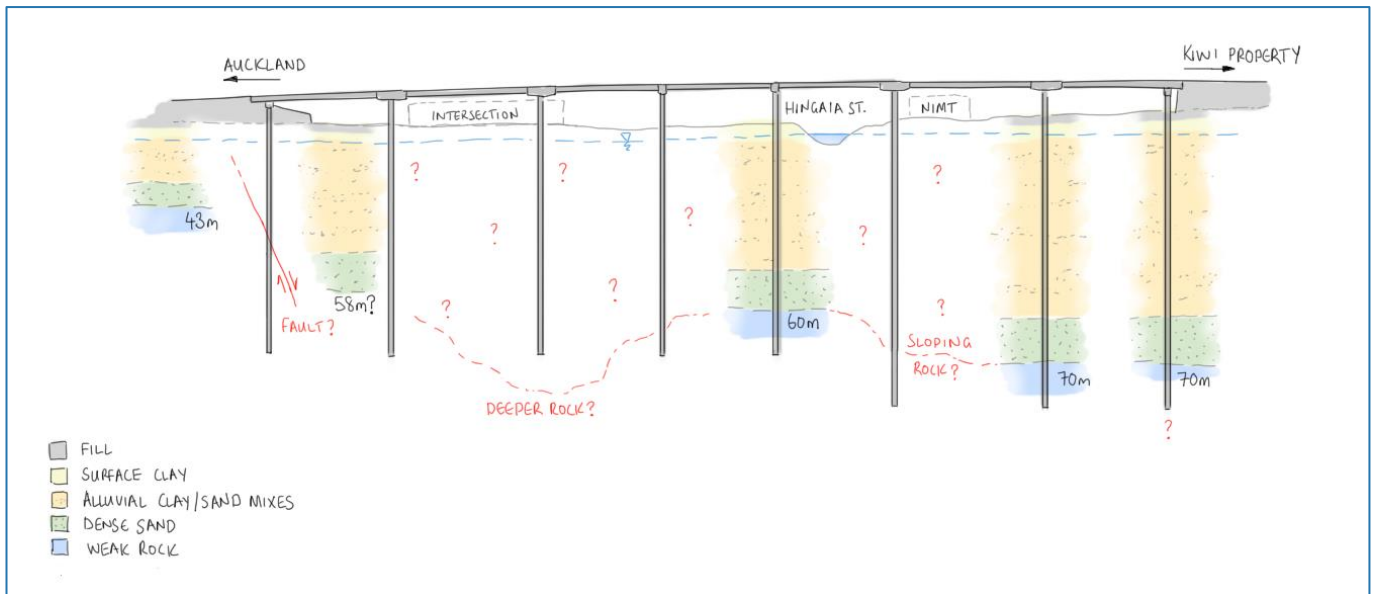 AUCKLAND
KIWI PROPERTY
INTERSECTION
HINGAIA ST.
NIMT
?
?
?
?
?
?
?
43m
58m?
?
?
60m
FAULT?
SLOPING
ROCK?
70m
70m
DEEPER ROCK?
?
FILL
SURFACE CLAY
ALLUVIAL CLAY/SAND MIXES
DENSE SAND
WEAK ROCK